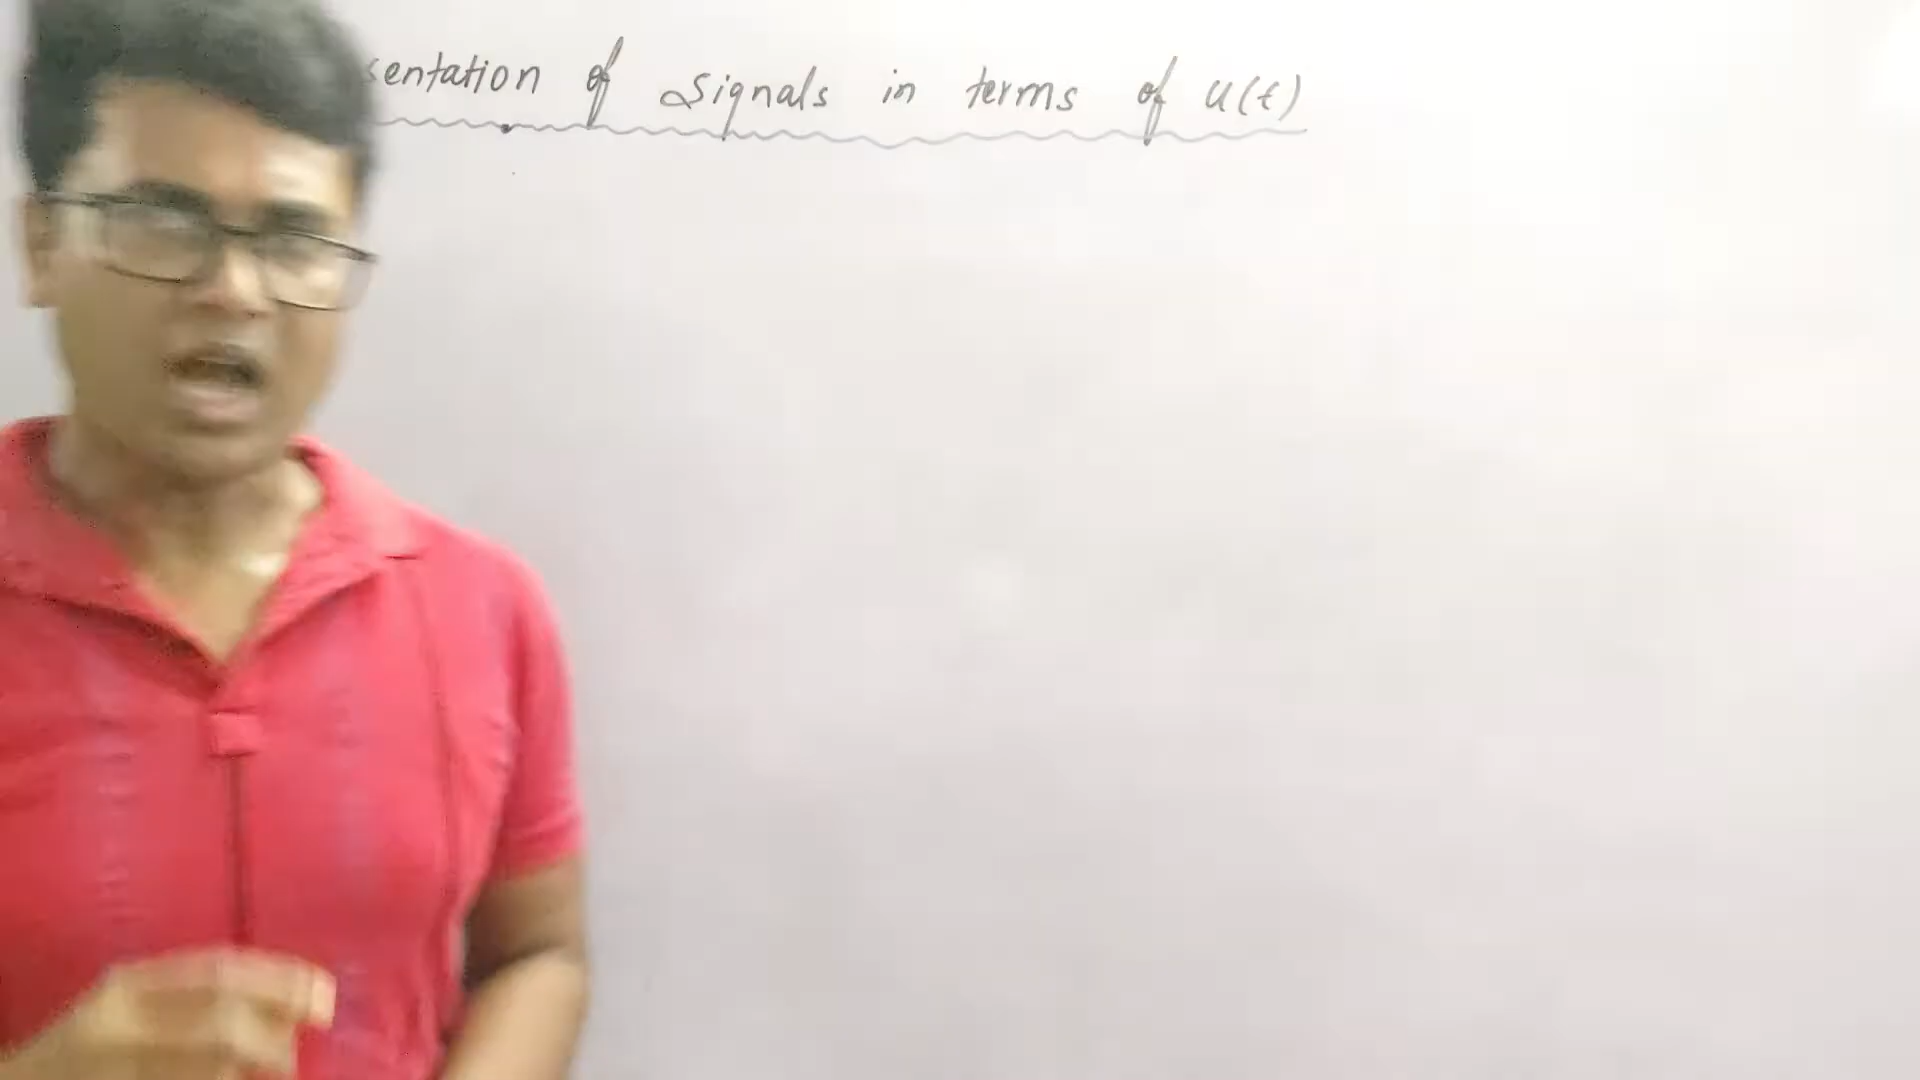 sentation of signals in terms of u(t)